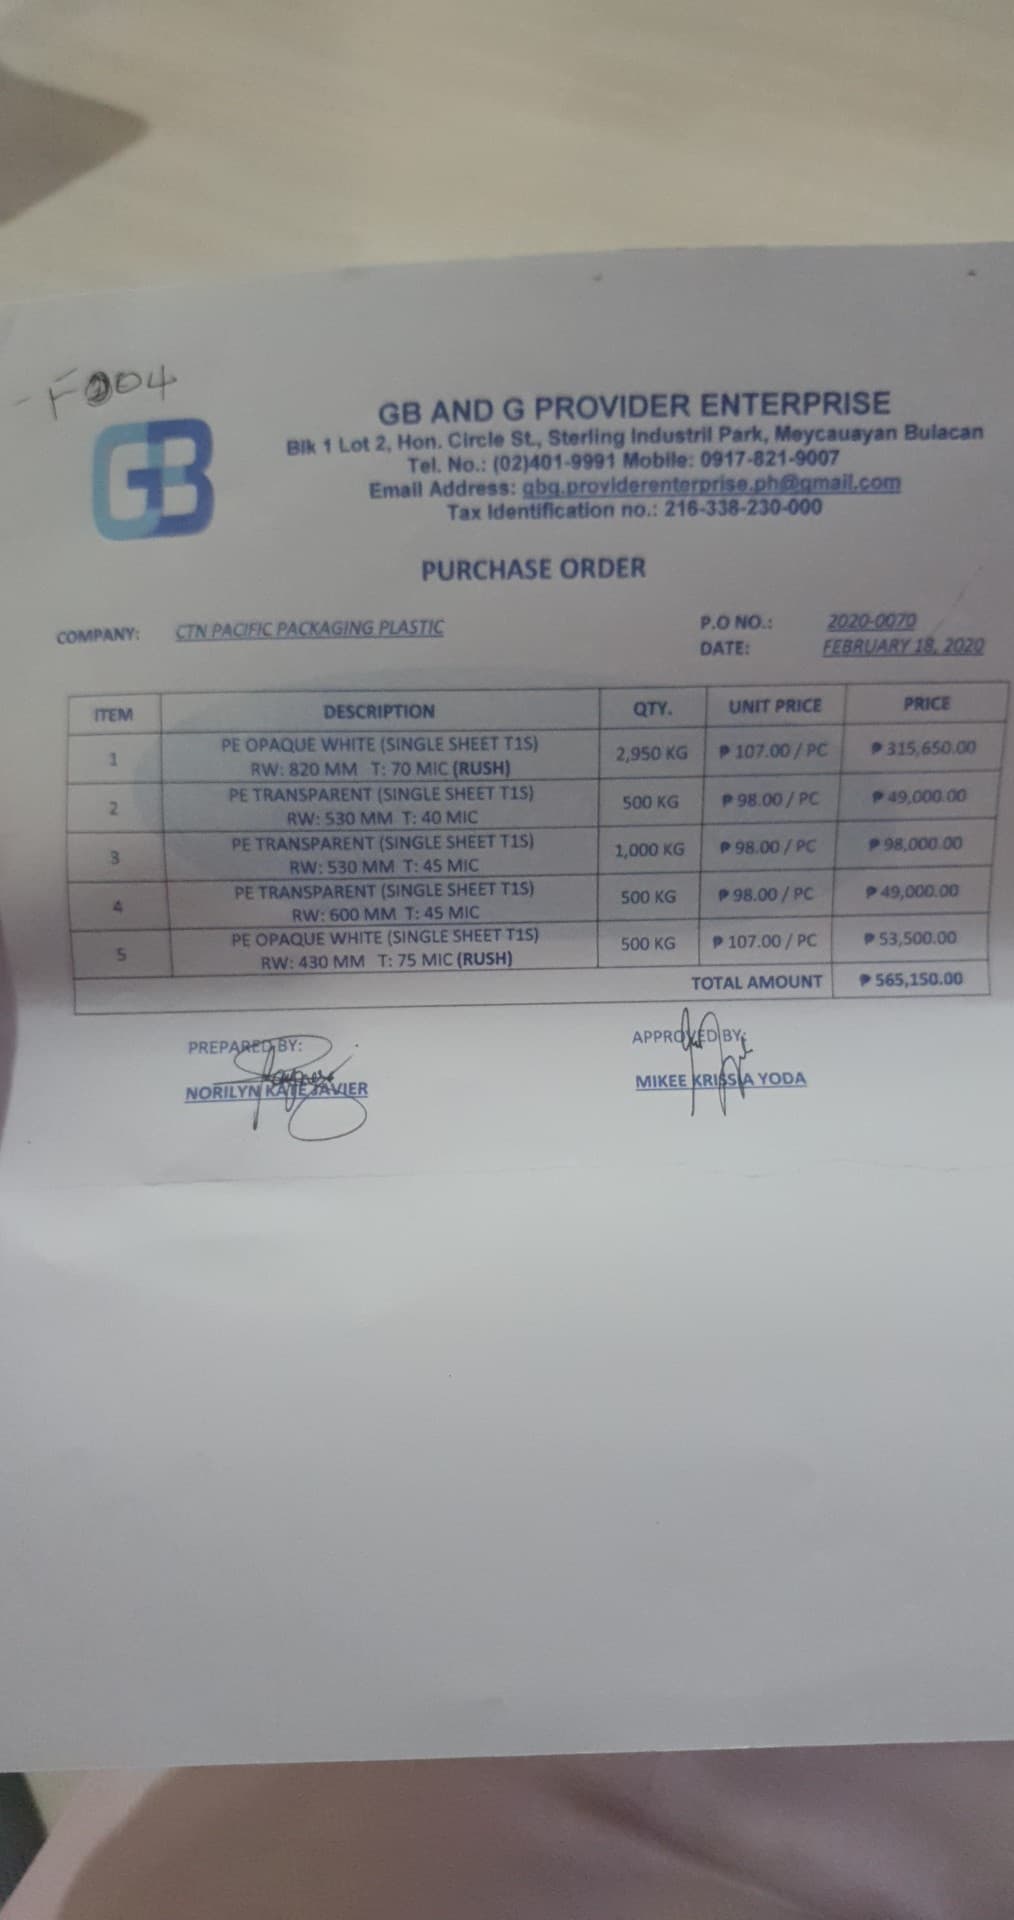 F004
GB
GB AND G PROVIDER ENTERPRISE
Blk 1 Lot 2, Hon. Circle St., Sterling Industril Park, Meycauayan Bulacan
Tel. No.: (02)401-9991 Mobile: 0917-821-9007
Email Address: gbg.providerenterprise.ph@gmail.com
Tax Identification no.: 216-338-230-000
PURCHASE ORDER
COMPANY: CTN PACIFIC PACKAGING PLASTIC
P.O NO.: 2020-0070
DATE: FEBRUARY 18, 2020
ITEM DESCRIPTION QTY. UNIT PRICE PRICE
1 PE OPAQUE WHITE (SINGLE SHEET T1S) 2,950 KG ₱ 107.00 / PC ₱ 315,650.00
RW: 820 MM T: 70 MIC (RUSH)
2 PE TRANSPARENT (SINGLE SHEET T1S) 500 KG ₱ 98.00 / PC ₱ 49,000.00
RW: 530 MM T: 40 MIC
3 PE TRANSPARENT (SINGLE SHEET T1S) 1,000 KG ₱ 98.00 / PC ₱ 98,000.00
RW: 530 MM T: 45 MIC
4 PE TRANSPARENT (SINGLE SHEET T1S) 500 KG ₱ 98.00 / PC ₱ 49,000.00
RW: 600 MM T: 45 MIC
5 PE OPAQUE WHITE (SINGLE SHEET T1S) 500 KG ₱ 107.00 / PC ₱ 53,500.00
RW: 430 MM T: 75 MIC (RUSH)
TOTAL AMOUNT ₱ 565,150.00
PREPARED BY:
NORILYN KATE JAVIER
APPROVED BY:
MIKEE KRISSIA YODA